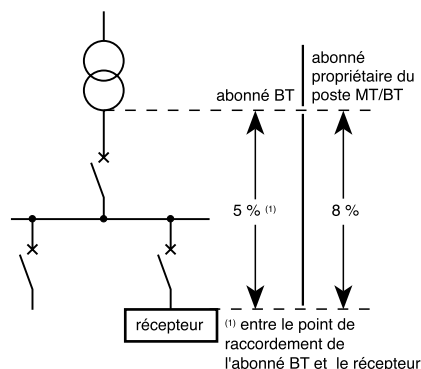 abonné
propriétaire du
abonné BT poste MT/BT
5 % (1) 8 %
récepteur
(1) entre le point de
raccordement de
l'abonné BT et le récepteur